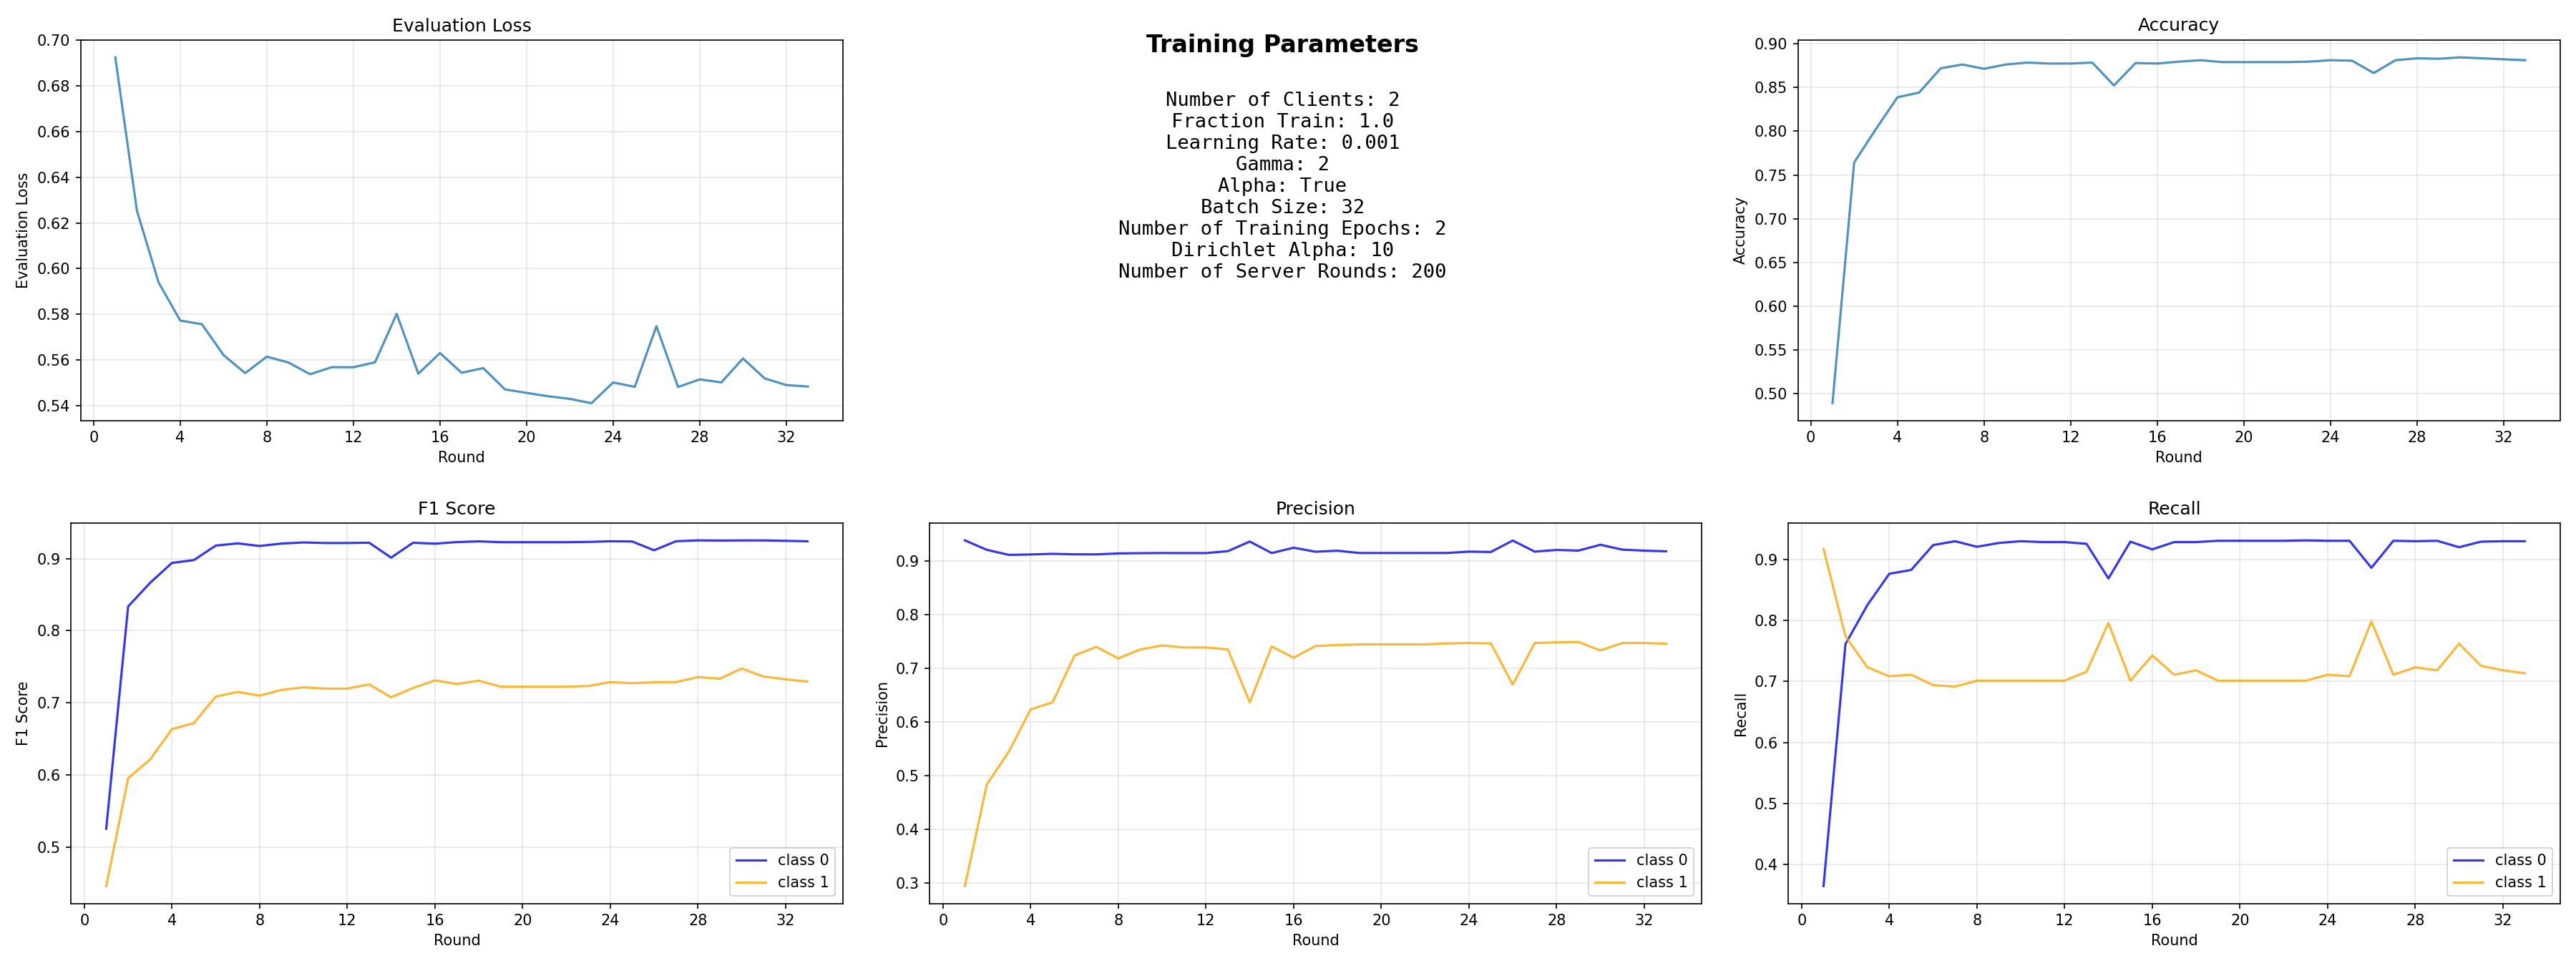 Evaluation Loss
0.70
0.68
0.66
0.64
0.62
0.60
0.58
0.56
0.54
Evaluation Loss
0 4 8 12 16 20 24 28 32
Round
Training Parameters
Number of Clients: 2
Fraction Train: 1.0
Learning Rate: 0.001
Gamma: 2
Alpha: True
Batch Size: 32
Number of Training Epochs: 2
Dirichlet Alpha: 10
Number of Server Rounds: 200
Accuracy
0.90
0.85
0.80
0.75
0.70
0.65
0.60
0.55
0.50
Accuracy
0 4 8 12 16 20 24 28 32
Round
F1 Score
0.9
0.8
0.7
0.6
0.5
F1 Score
class 0
class 1
0 4 8 12 16 20 24 28 32
Round
Precision
0.9
0.8
0.7
0.6
0.5
0.4
0.3
Precision
class 0
class 1
0 4 8 12 16 20 24 28 32
Round
Recall
0.9
0.8
0.7
0.6
0.5
0.4
Recall
class 0
class 1
0 4 8 12 16 20 24 28 32
Round